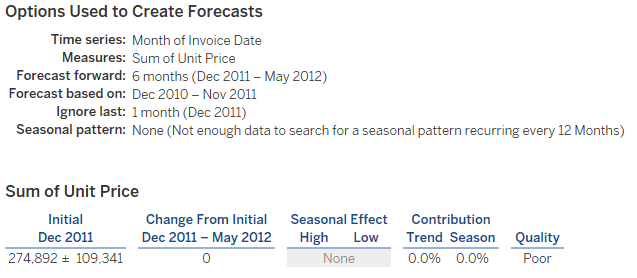 Options Used to Create Forecasts
Time series: Month of Invoice Date
Measures: Sum of Unit Price
Forecast forward: 6 months (Dec 2011 – May 2012)
Forecast based on: Dec 2010 – Nov 2011
Ignore last: 1 month (Dec 2011)
Seasonal pattern: None (Not enough data to search for a seasonal pattern recurring every 12 Months)
Sum of Unit Price
Initial Change From Initial Seasonal Effect Contribution
Dec 2011 Dec 2011 – May 2012 High Low Trend Season Quality
274,892 ± 109,341 0 None 0.0% 0.0% Poor